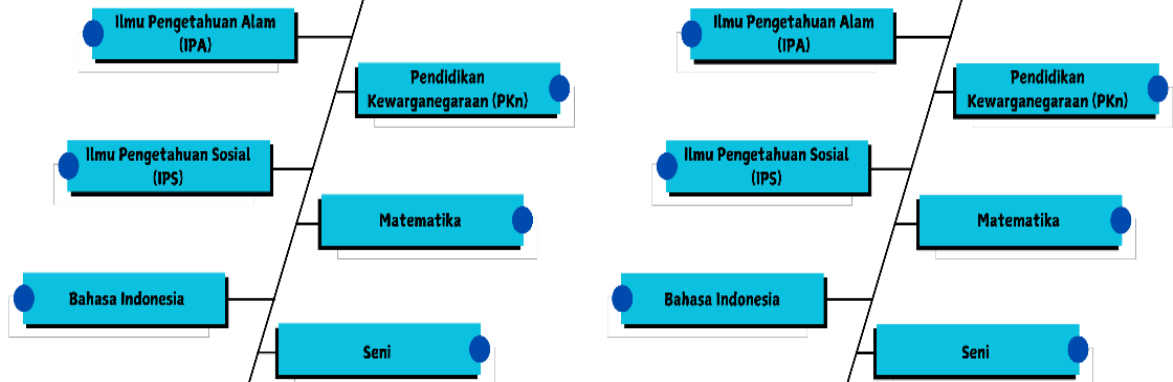 Ilmu Pengetahuan Alam
(IPA)
Pendidikan
Kewarganegaraan (PKn)
Ilmu Pengetahuan Sosial
(IPS)
Matematika
Bahasa Indonesia
Seni
Ilmu Pengetahuan Alam
(IPA)
Pendidikan
Kewarganegaraan (PKn)
Ilmu Pengetahuan Sosial
(IPS)
Matematika
Bahasa Indonesia
Seni